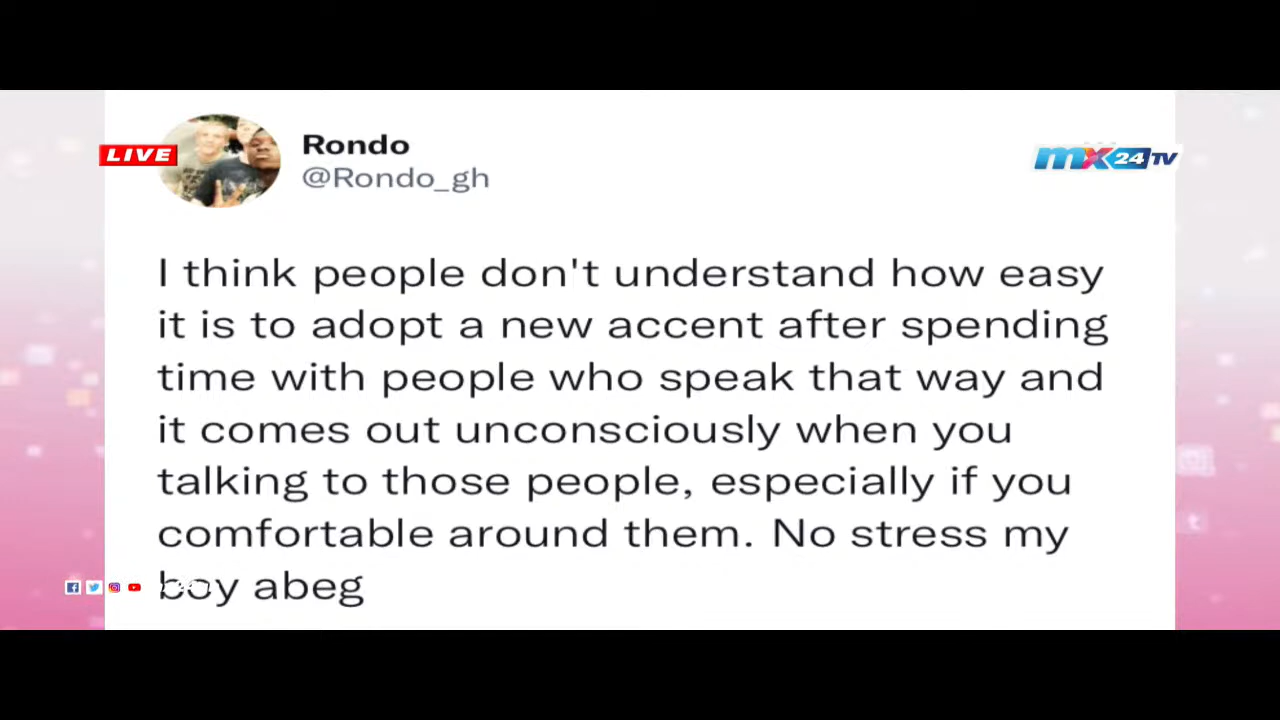 Rondo
LIVE
@Rondo_gh
mx24TV
I think people don't understand how easy
it is to adopt a new accent after spending
time with people who speak that way and
it comes out unconsciously when you
talking to those people, especially if you
comfortable around them. No stress my
boy abeg